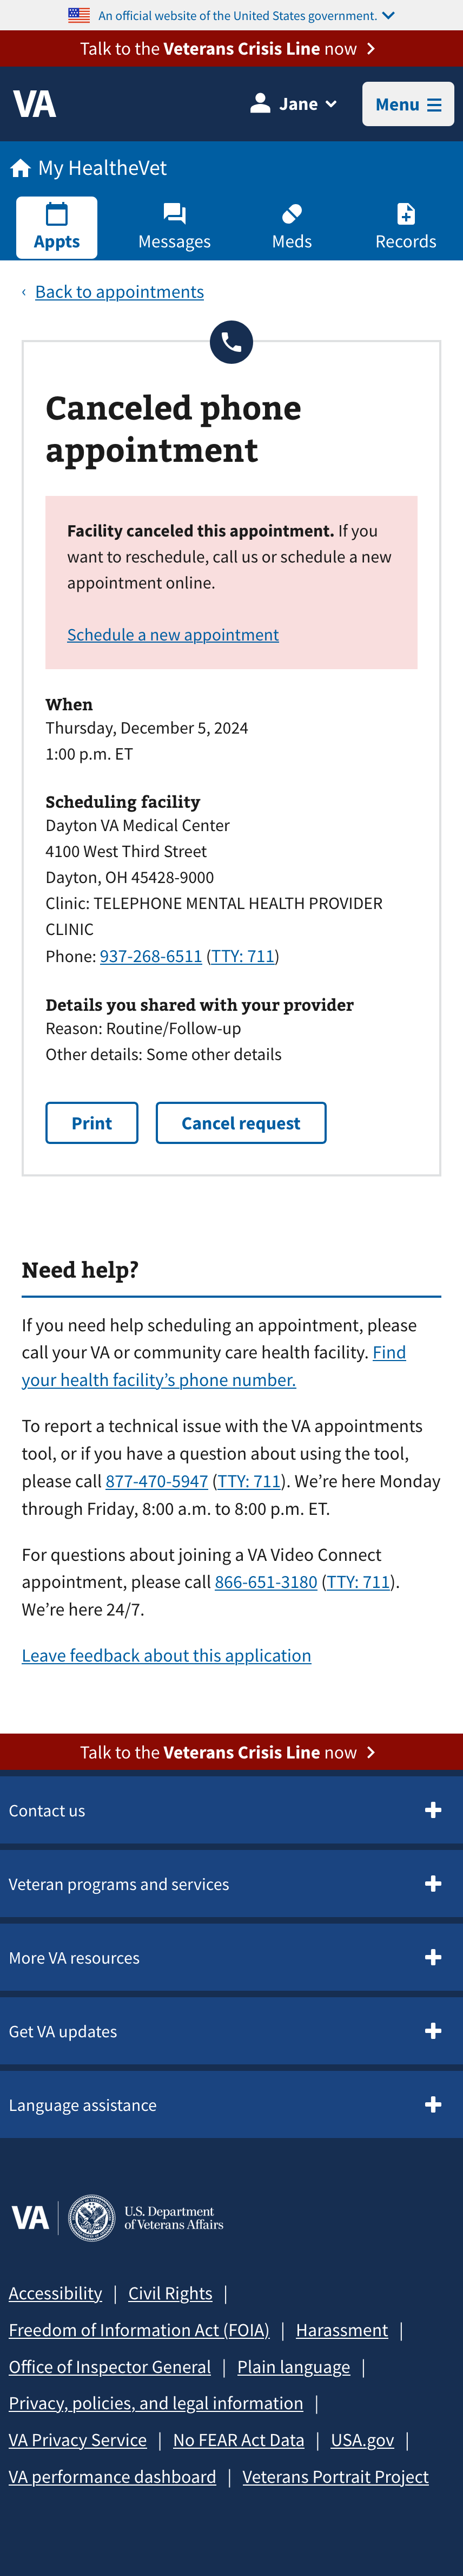 An official website of the United States government.
Talk to the Veterans Crisis Line now
VA
Jane
Menu
My HealtheVet
Appts
Messages
Meds
Records
Back to appointments
Canceled phone
appointment
Facility canceled this appointment. If you
want to reschedule, call us or schedule a new
appointment online.
Schedule a new appointment
When
Thursday, December 5, 2024
1:00 p.m. ET
Scheduling facility
Dayton VA Medical Center
4100 West Third Street
Dayton, OH 45428-9000
Clinic: TELEPHONE MENTAL HEALTH PROVIDER
CLINIC
Phone: 937-268-6511 (TTY: 711)
Details you shared with your provider
Reason: Routine/Follow-up
Other details: Some other details
Print
Cancel request
Need help?
If you need help scheduling an appointment, please
call your VA or community care health facility. Find
your health facility’s phone number.
To report a technical issue with the VA appointments
tool, or if you have a question about using the tool,
please call 877-470-5947 (TTY: 711). We’re here Monday
through Friday, 8:00 a.m. to 8:00 p.m. ET.
For questions about joining a VA Video Connect
appointment, please call 866-651-3180 (TTY: 711).
We’re here 24/7.
Leave feedback about this application
Talk to the Veterans Crisis Line now
Contact us
Veteran programs and services
More VA resources
Get VA updates
Language assistance
VA
U.S. Department
of Veterans Affairs
Accessibility | Civil Rights |
Freedom of Information Act (FOIA) | Harassment |
Office of Inspector General | Plain language |
Privacy, policies, and legal information |
VA Privacy Service | No FEAR Act Data | USA.gov |
VA performance dashboard | Veterans Portrait Project